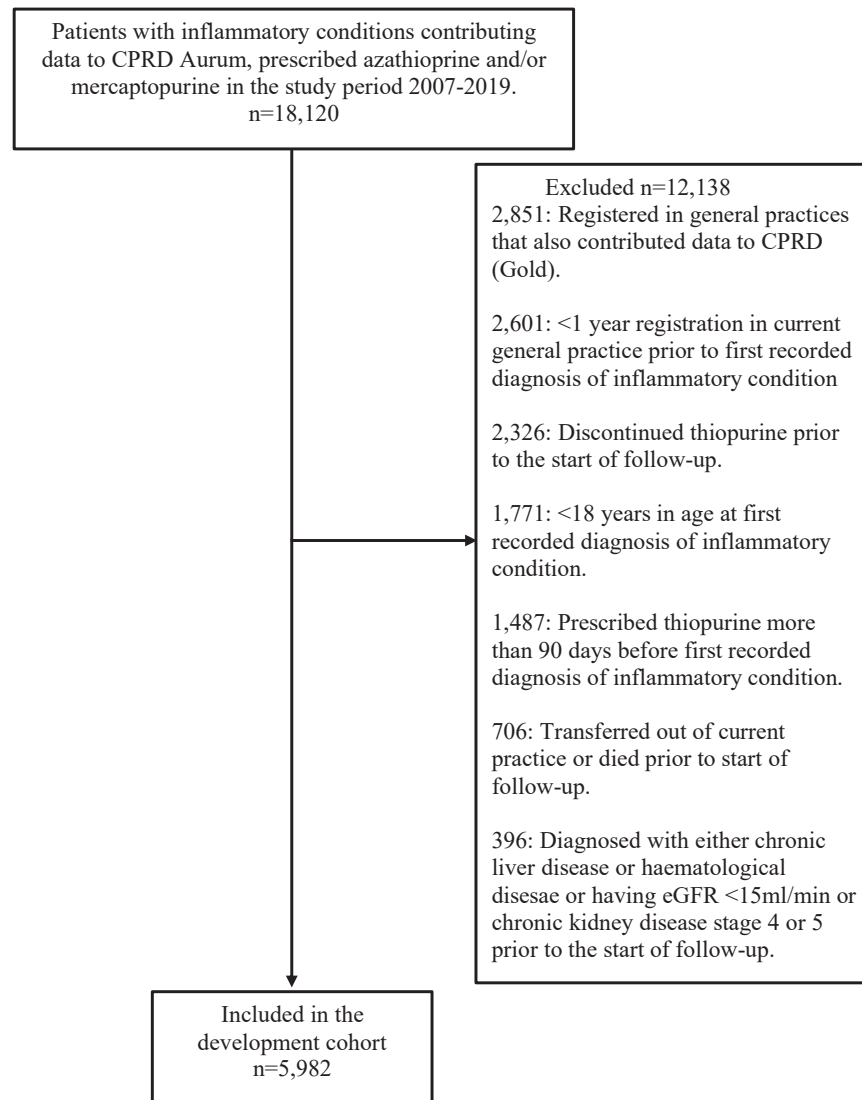 Patients with inflammatory conditions contributing
data to CPRD Aurum, prescribed azathioprine and/or
mercaptopurine in the study period 2007-2019.
n=18,120
Excluded n=12,138
2,851: Registered in general practices
that also contributed data to CPRD
(Gold).
2,601: <1 year registration in current
general practice prior to first recorded
diagnosis of inflammatory condition
2,326: Discontinued thiopurine prior
to the start of follow-up.
1,771: <18 years in age at first
recorded diagnosis of inflammatory
condition.
1,487: Prescribed thiopurine more
than 90 days before first recorded
diagnosis of inflammatory condition.
706: Transferred out of current
practice or died prior to start of
follow-up.
396: Diagnosed with either chronic
liver disease or haematological
disesae or having eGFR <15ml/min or
chronic kidney disease stage 4 or 5
prior to the start of follow-up.
Included in the
development cohort
n=5,982